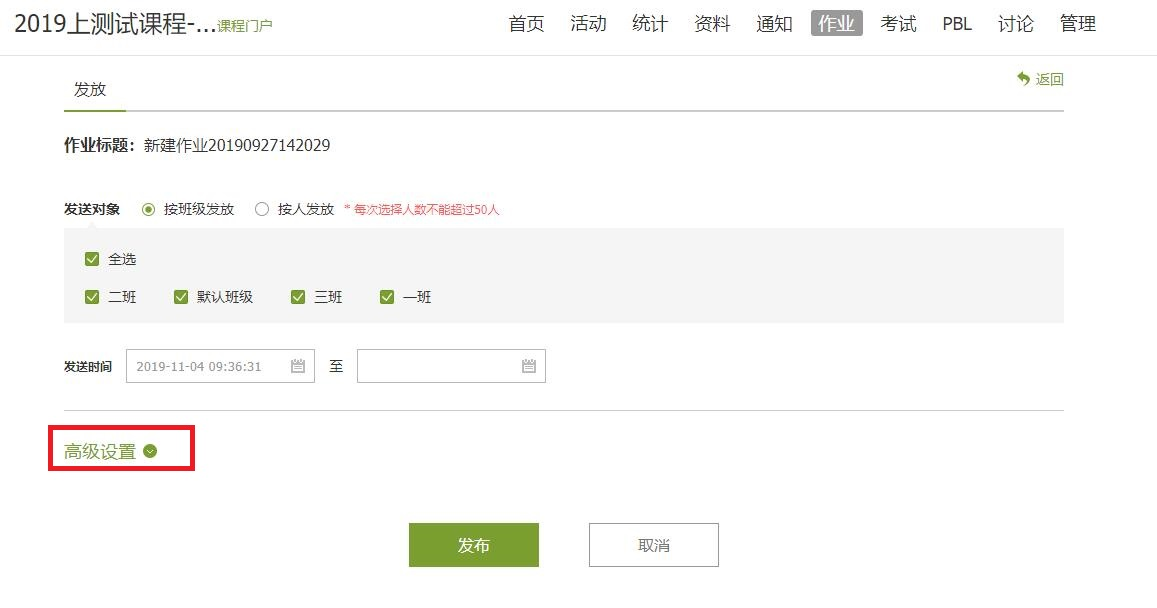 2019上测试课程-...课程门户 首页 活动 统计 资料 通知 作业 考试 PBL 讨论 管理
发放 返回
作业标题：新建作业20190927142029
发送对象 按班级发放 按人发放 * 每次选择人数不能超过50人
全选
二班 默认班级 三班 一班
发送时间 2019-11-04 09:36:31 至
高级设置
发布 取消